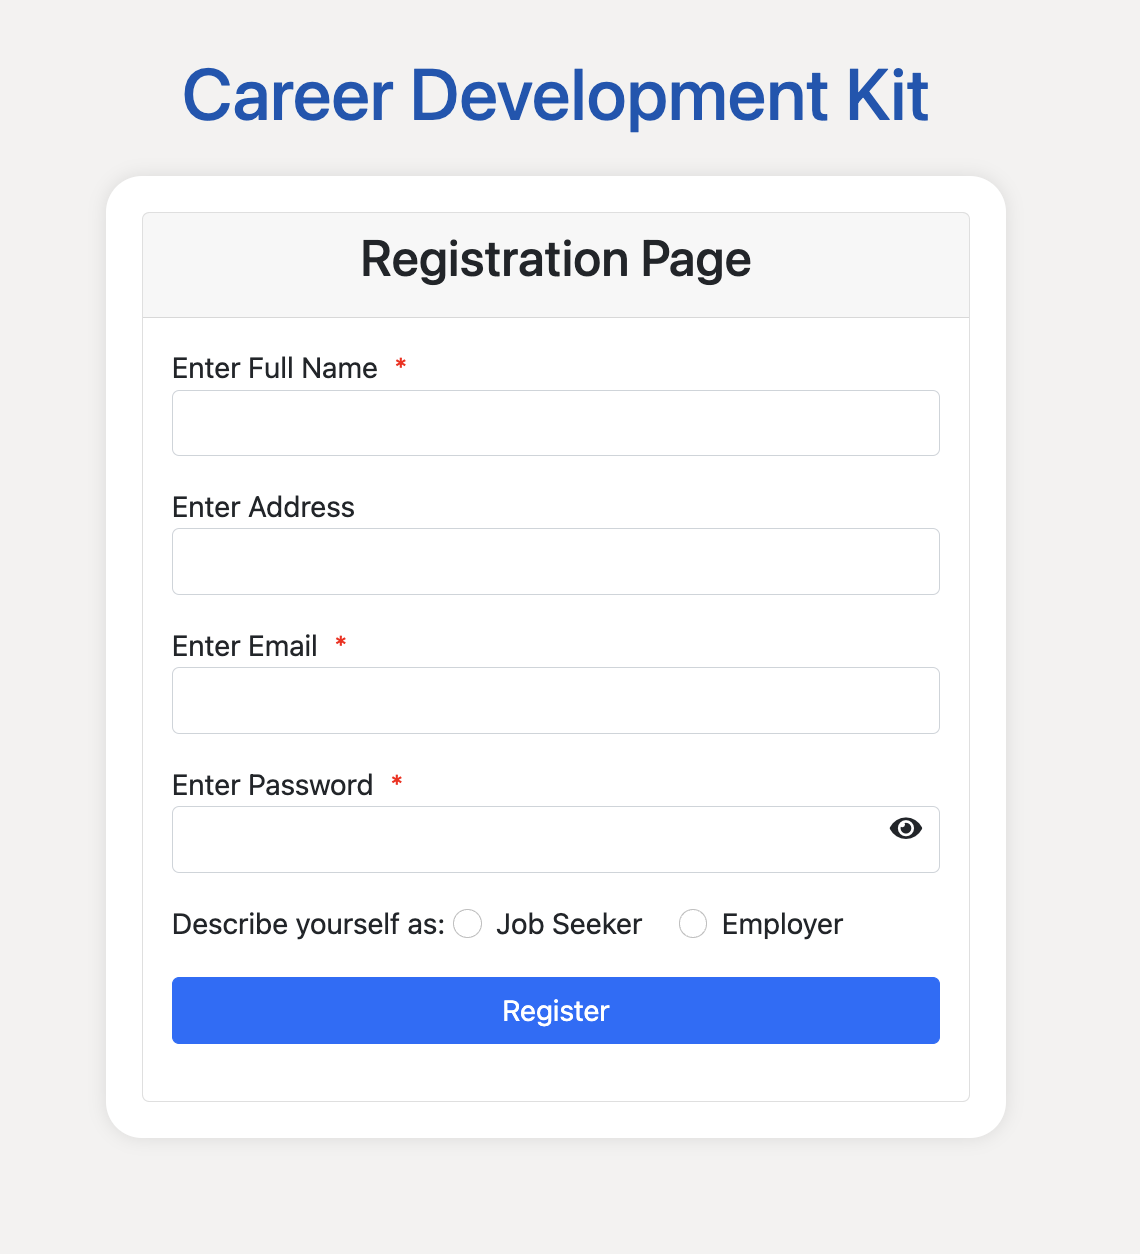 Career Development Kit
Registration Page
Enter Full Name *
Enter Address
Enter Email *
Enter Password *
Describe yourself as: Job Seeker Employer
Register